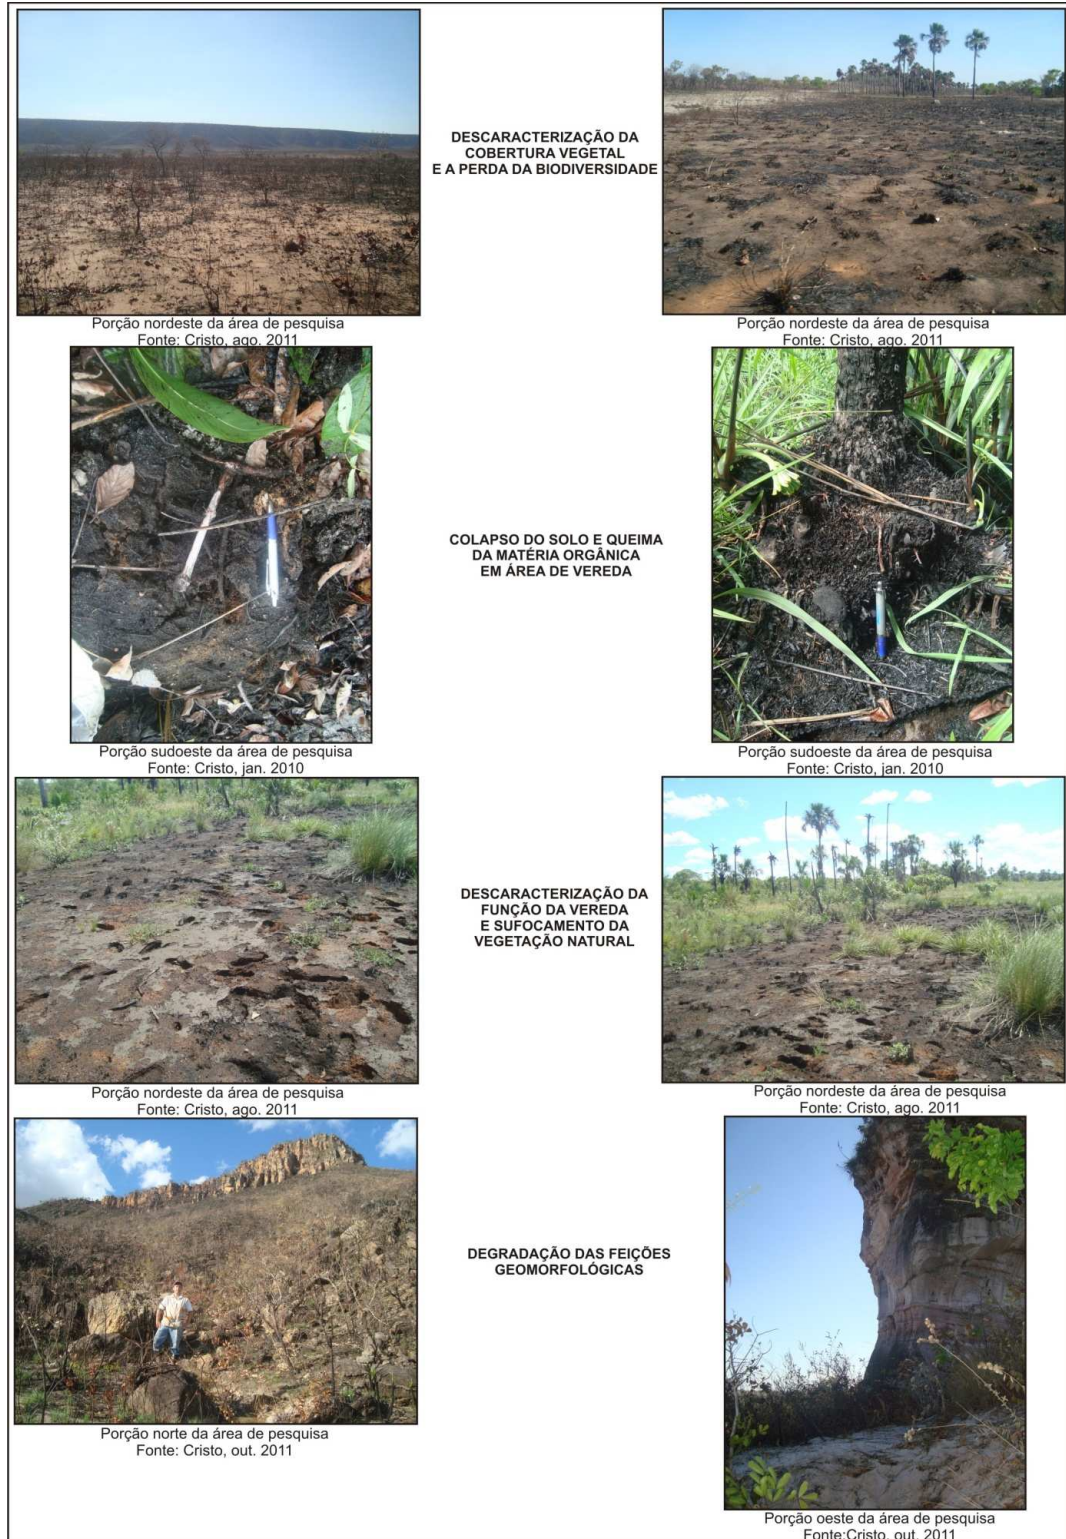 DESCARACTERIZAÇÃO DA
COBERTURA VEGETAL
E A PERDA DA BIODIVERSIDADE
Porção nordeste da área de pesquisa
Fonte: Cristo, ago. 2011
Porção nordeste da área de pesquisa
Fonte: Cristo, ago. 2011
COLAPSO DO SOLO E QUEIMA
DA MATÉRIA ORGÂNICA
EM ÁREA DE VEREDA
Porção sudoeste da área de pesquisa
Fonte: Cristo, jan. 2010
Porção sudoeste da área de pesquisa
Fonte: Cristo, jan. 2010
DESCARACTERIZAÇÃO DA
FUNÇÃO DA VEREDA
E SUFOCAMENTO DA
VEGETAÇÃO NATURAL
Porção nordeste da área de pesquisa
Fonte: Cristo, ago. 2011
Porção nordeste da área de pesquisa
Fonte: Cristo, ago. 2011
DEGRADAÇÃO DAS FEIÇÕES
GEOMORFOLÓGICAS
Porção norte da área de pesquisa
Fonte: Cristo, out. 2011
Porção oeste da área de pesquisa
Fonte:Cristo, out. 2011